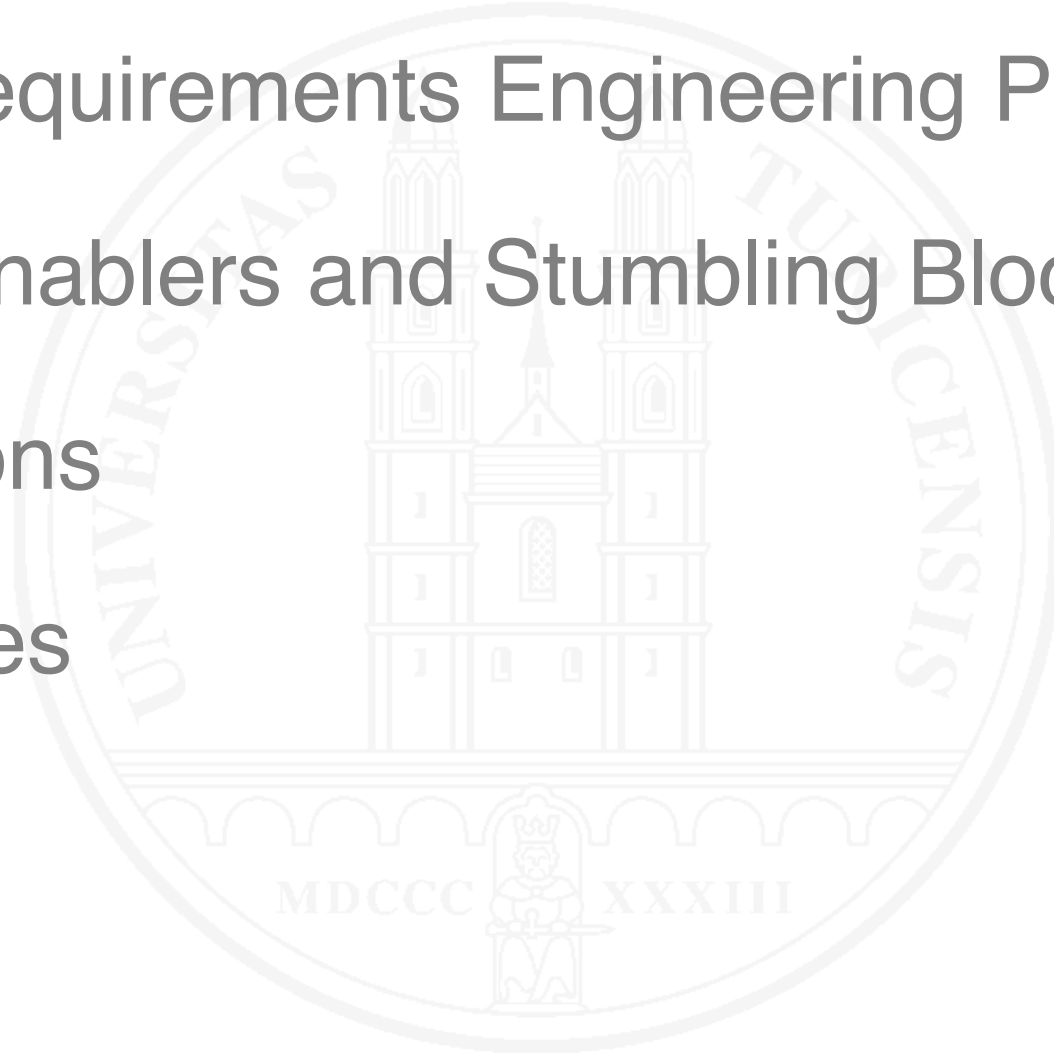 equirements Engineering P
nablers and Stumbling Bloc
ons
es
UNIVERSITAS TURICENSIS
MDCCC XXXIII